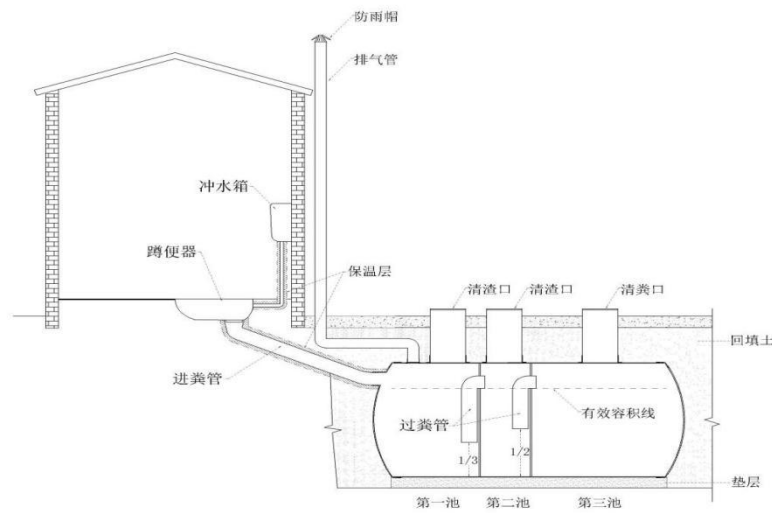 防雨帽
排气管
冲水箱
蹲便器
保温层
清渣口
清渣口
清粪口
回填土
进粪管
过粪管
有效容积线
1/3
1/2
垫层
第一池
第二池
第三池